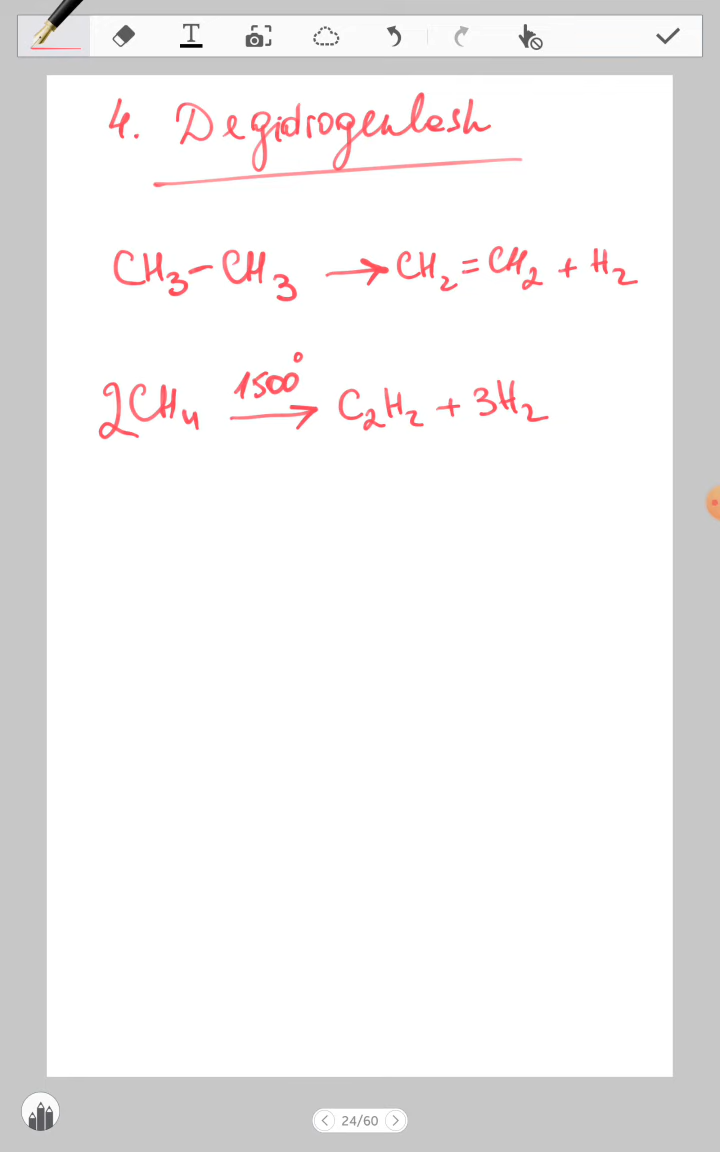 T
4. Degidrogenlash
CH₃-CH₃ → CH₂=CH₂ + H₂
2CH₄ 1500° → C₂H₂ + 3H₂
24/60